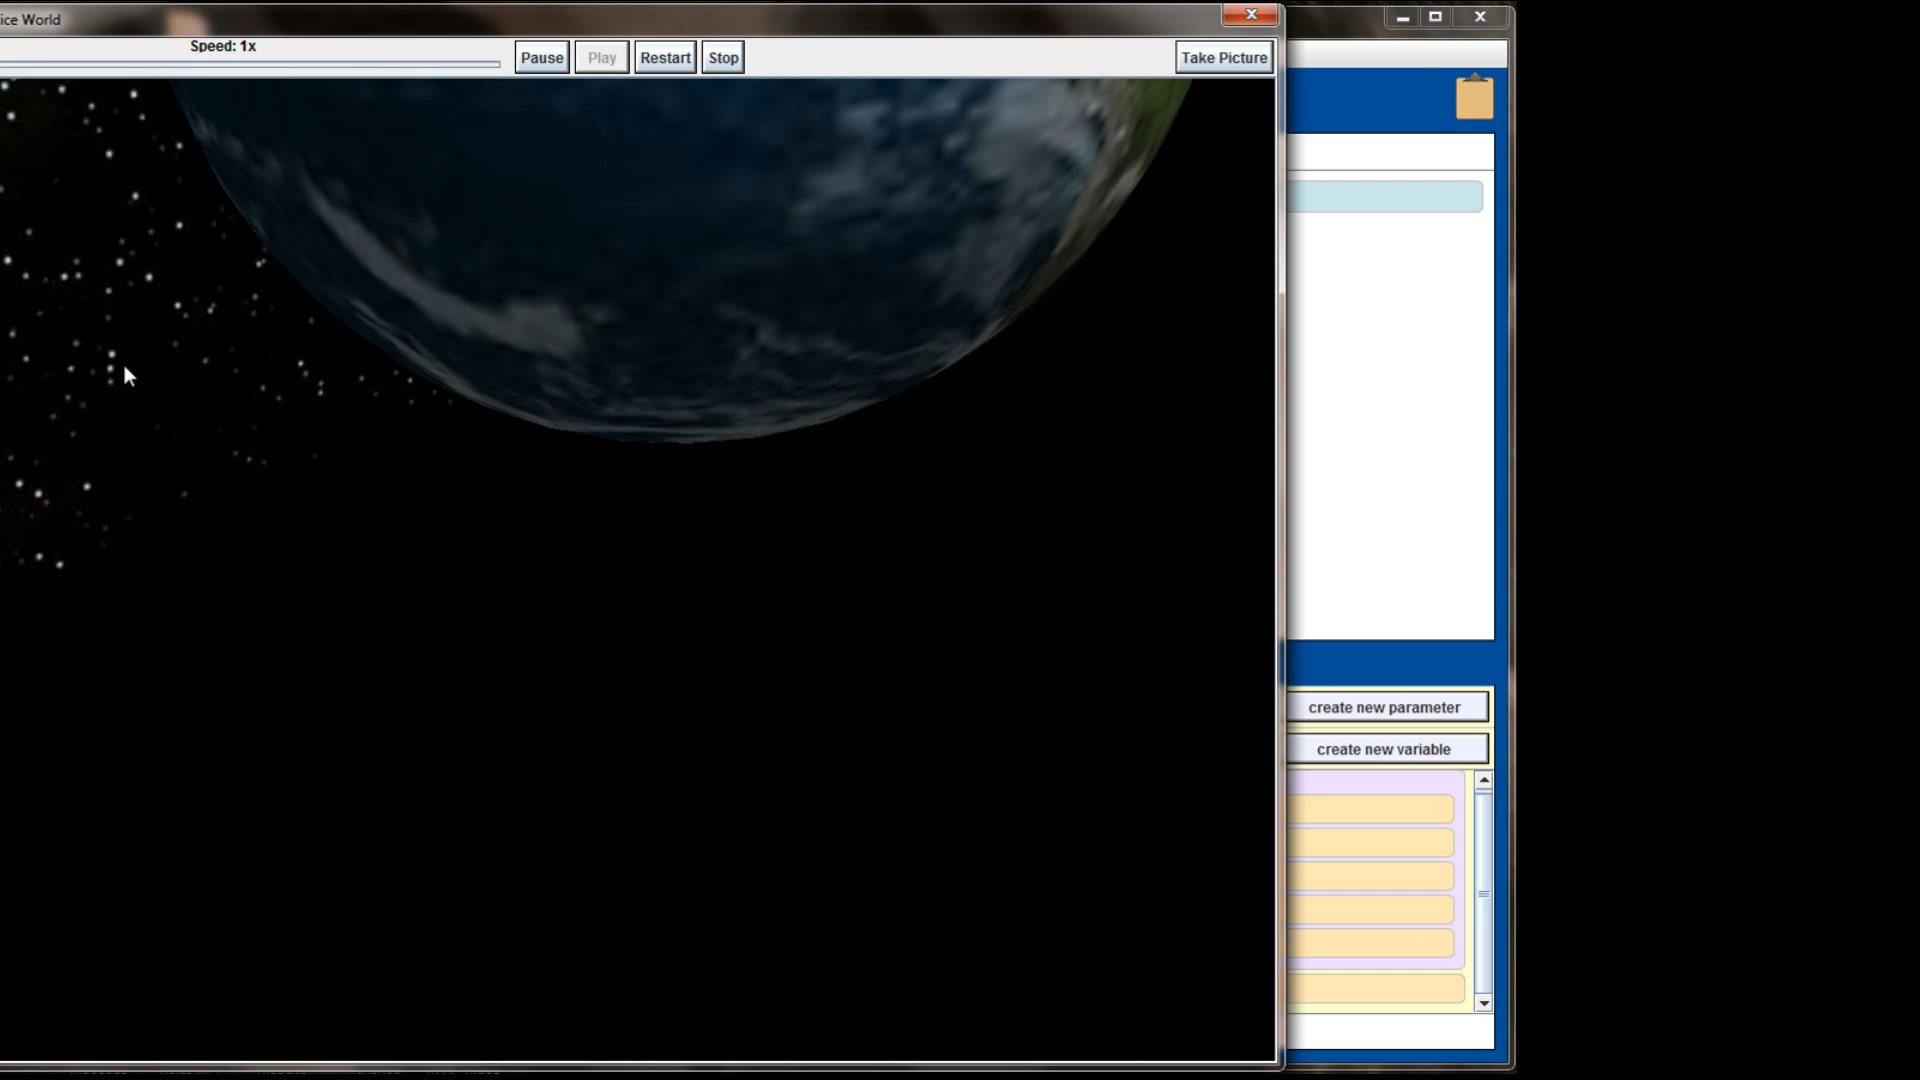 ice World
Speed: 1x
Pause Play Restart Stop Take Picture
create new parameter
create new variable